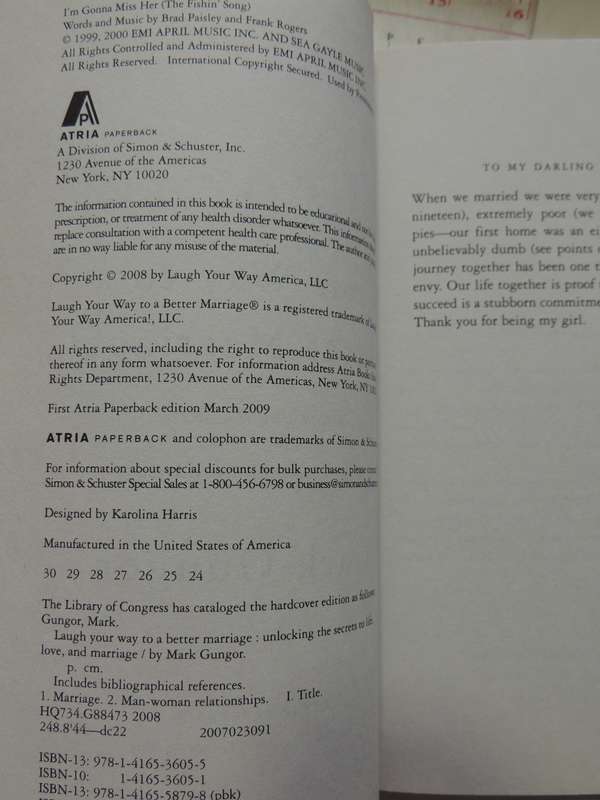 I'm Gonna Miss Her (The Fishin' Song)
Words and Music by Brad Paisley and Frank Rogers
© 1999, 2000 EMI APRIL MUSIC INC. AND SEA GAYLE MUSIC
All Rights Controlled and Administered by EMI APRIL MUSIC INC.
All Rights Reserved. International Copyright Secured. Used by
ATRIA PAPERBACK
A Division of Simon & Schuster, Inc.
1230 Avenue of the Americas
New York, NY 10020
The information contained in this book is intended to be educational and
prescription, or treatment of any health disorder whatsoever. This information
replace consultation with a competent health care professional. The author
are in no way liable for any misuse of the material.
Copyright © 2008 by Laugh Your Way America, LLC
Laugh Your Way to a Better Marriage® is a registered trademark of
Your Way America!, LLC.
All rights reserved, including the right to reproduce this book or
thereof in any form whatsoever. For information address Atria Books
Rights Department, 1230 Avenue of the Americas, New York, NY
First Atria Paperback edition March 2009
ATRIA PAPERBACK and colophon are trademarks of Simon &
For information about special discounts for bulk purchases, please
Simon & Schuster Special Sales at 1-800-456-6798 or
Designed by Karolina Harris
Manufactured in the United States of America
30 29 28 27 26 25 24
The Library of Congress has cataloged the hardcover edition as
Gungor, Mark.
Laugh your way to a better marriage : unlocking the secrets to life,
love, and marriage / by Mark Gungor.
p. cm.
Includes bibliographical references.
1. Marriage. 2. Man-woman relationships. I. Title.
HQ734.G88473 2008
248.8'44—dc22 2007023091
ISBN-13: 978-1-4165-3605-5
ISBN-10: 1-4165-3605-1
ISBN-13: 978-1-4165-5879-8 (pbk)
TO MY DARLING
When we married we were very
nineteen), extremely poor (we
pies—our first home was an
unbelievably dumb (see points
journey together has been one
envy. Our life together is proof
succeed is a stubborn
Thank you for being my girl.